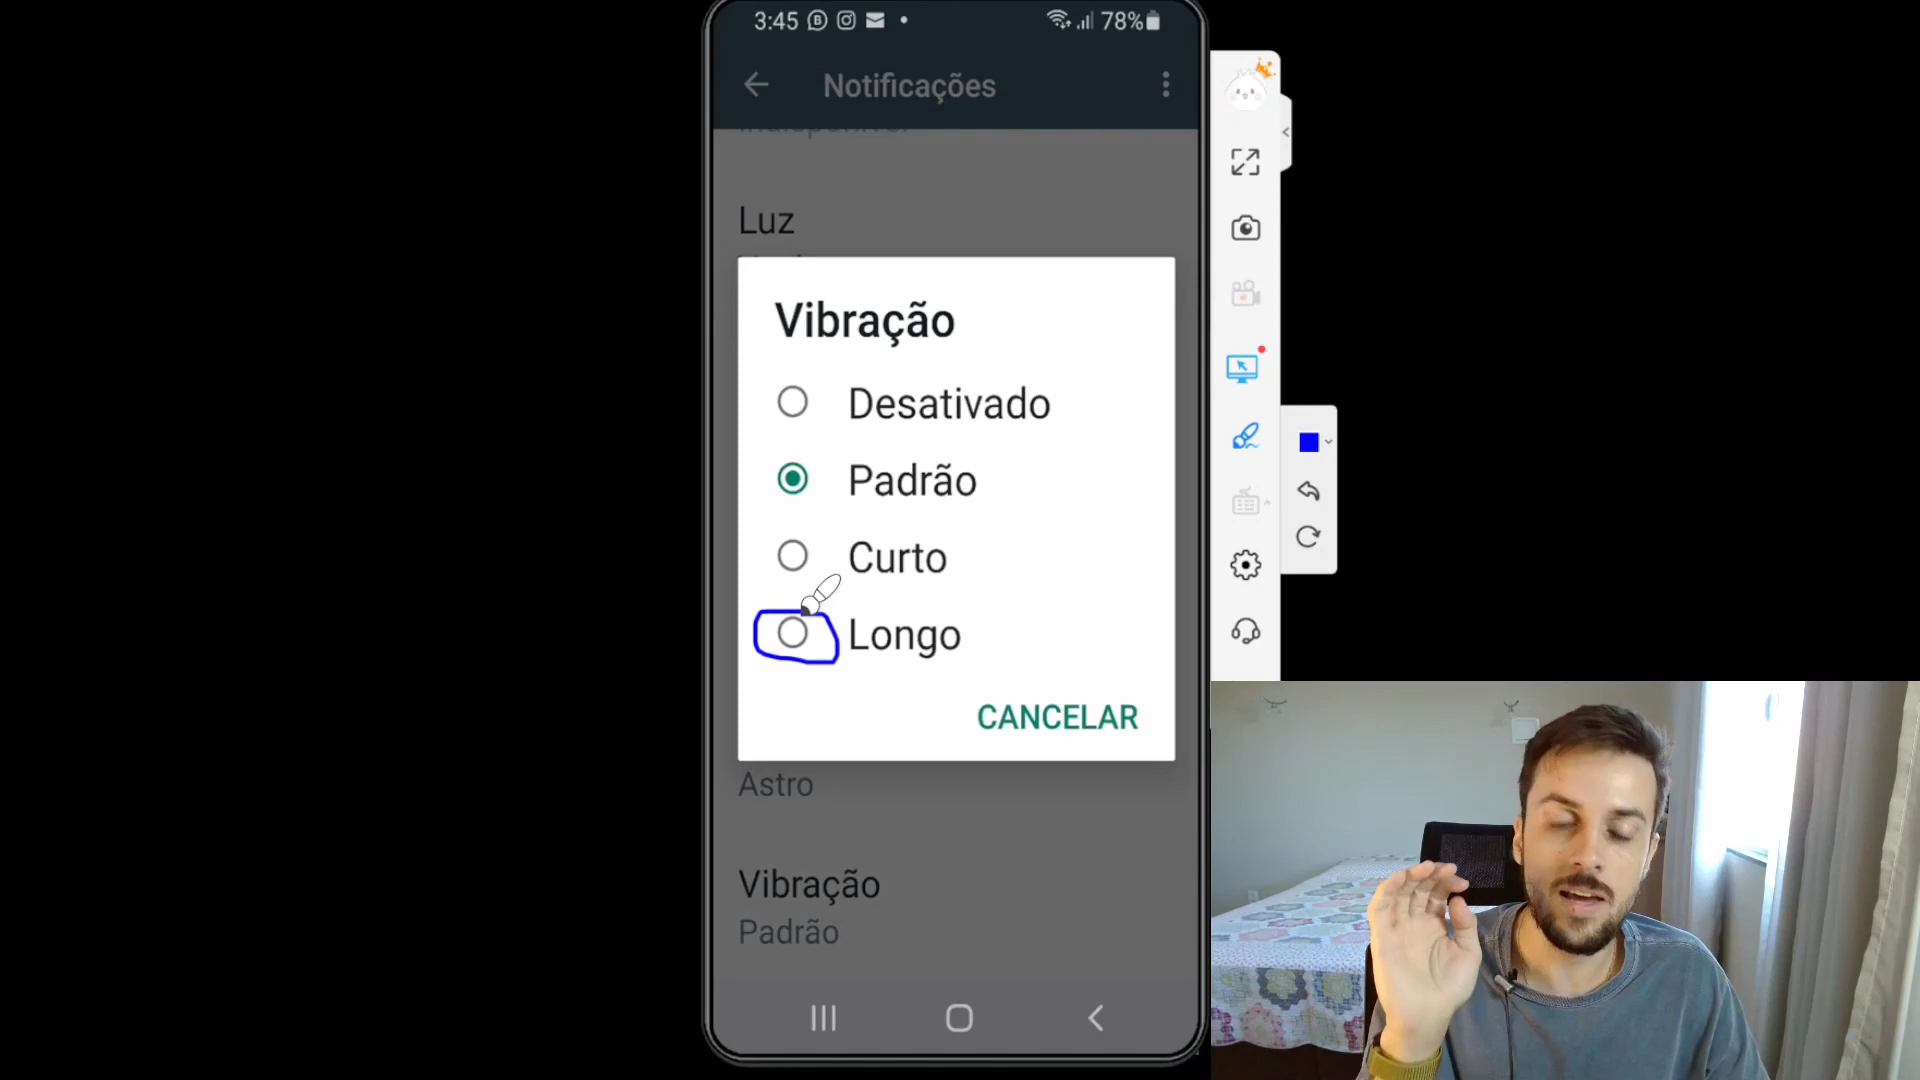 3:45
78%
Notificações
Luz
Vibração
Desativado
Padrão
Curto
Longo
CANCELAR
Astro
Vibração
Padrão